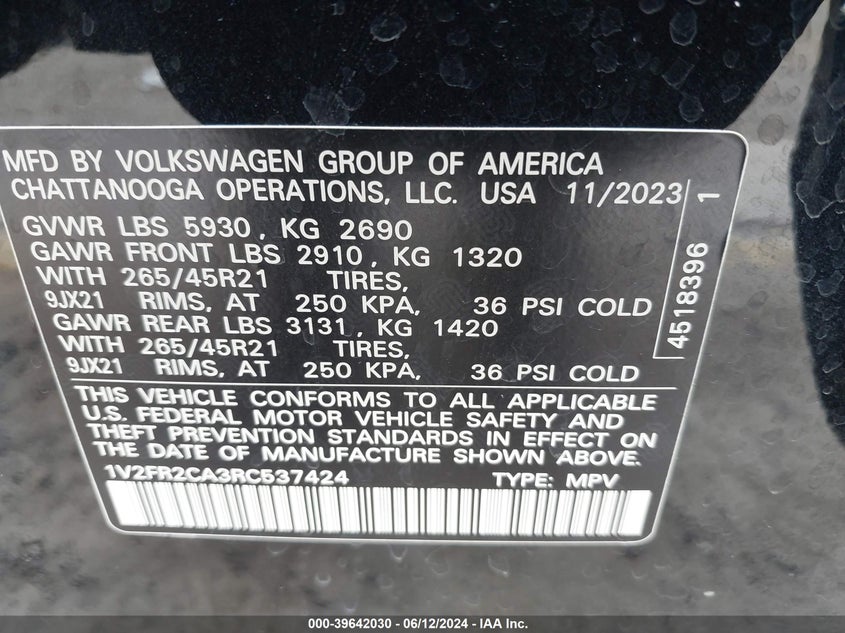 MFD BY VOLKSWAGEN GROUP OF AMERICA
CHATTANOOGA OPERATIONS, LLC. USA 11/2023
GVWR LBS 5930, KG 2690
GAWR FRONT LBS 2910, KG 1320
WITH 265/45R21 TIRES,
9JX21 RIMS, AT 250 KPA, 36 PSI COLD
GAWR REAR LBS 3131, KG 1420
WITH 265/45R21 TIRES,
9JX21 RIMS, AT 250 KPA, 36 PSI COLD
4518396 1
THIS VEHICLE CONFORMS TO ALL APPLICABLE
U.S. FEDERAL MOTOR VEHICLE SAFETY AND
THEFT PREVENTION STANDARDS IN EFFECT ON
THE DATE OF MANUFACTURE SHOWN ABOVE.
1V2FR2CA3RC537424 TYPE: MPV
000-39642030 - 06/12/2024 - IAA Inc.